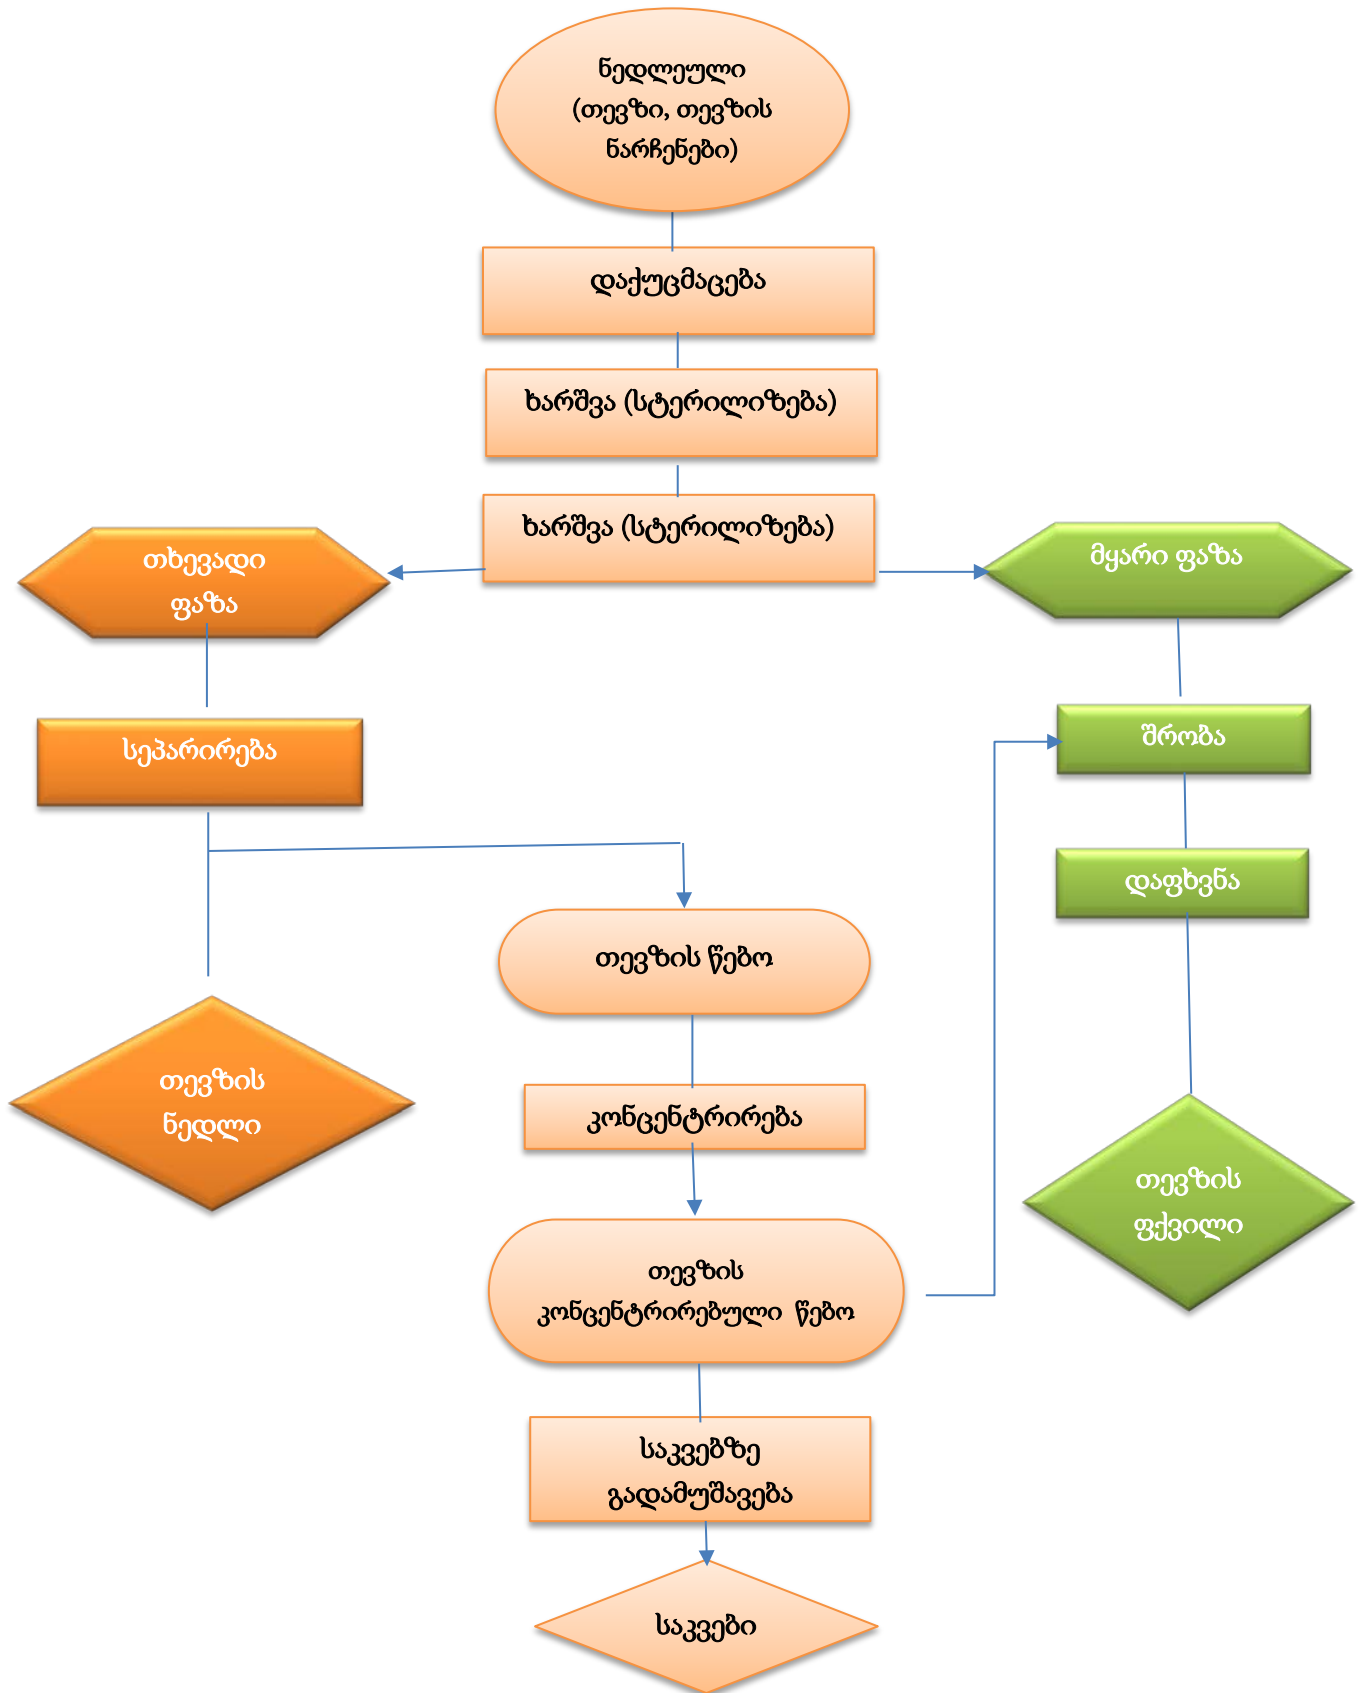 ნედლეული
(თევზი, თევზის
ნარჩენები)
დაქუცმაცება
ხარშვა (სტერილიზება)
ხარშვა (სტერილიზება)
თხევადი
ფაზა
მყარი ფაზა
სეპარირება
შრობა
დაფხვნა
თევზის წებო
თევზის
ნედლი
კონცენტრირება
თევზის
ფქვილი
თევზის
კონცენტრირებული წებო
საკვებზე
გადამუშავება
საკვები